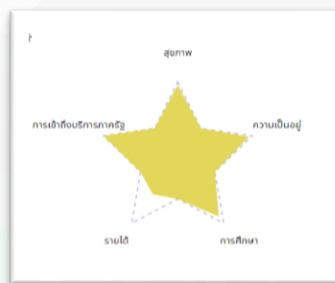 สุขภาพ
การเข้าถึงบริการภาครัฐ
ความเป็นอยู่
รายได้
การศึกษา